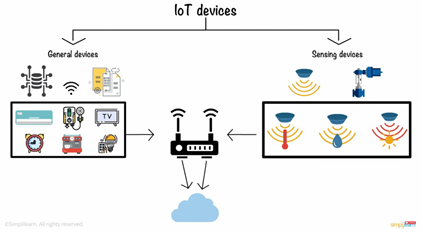 IoT devices
General devices
Sensing devices
TV
©Simplilearn. All rights reserved.
simplilearn